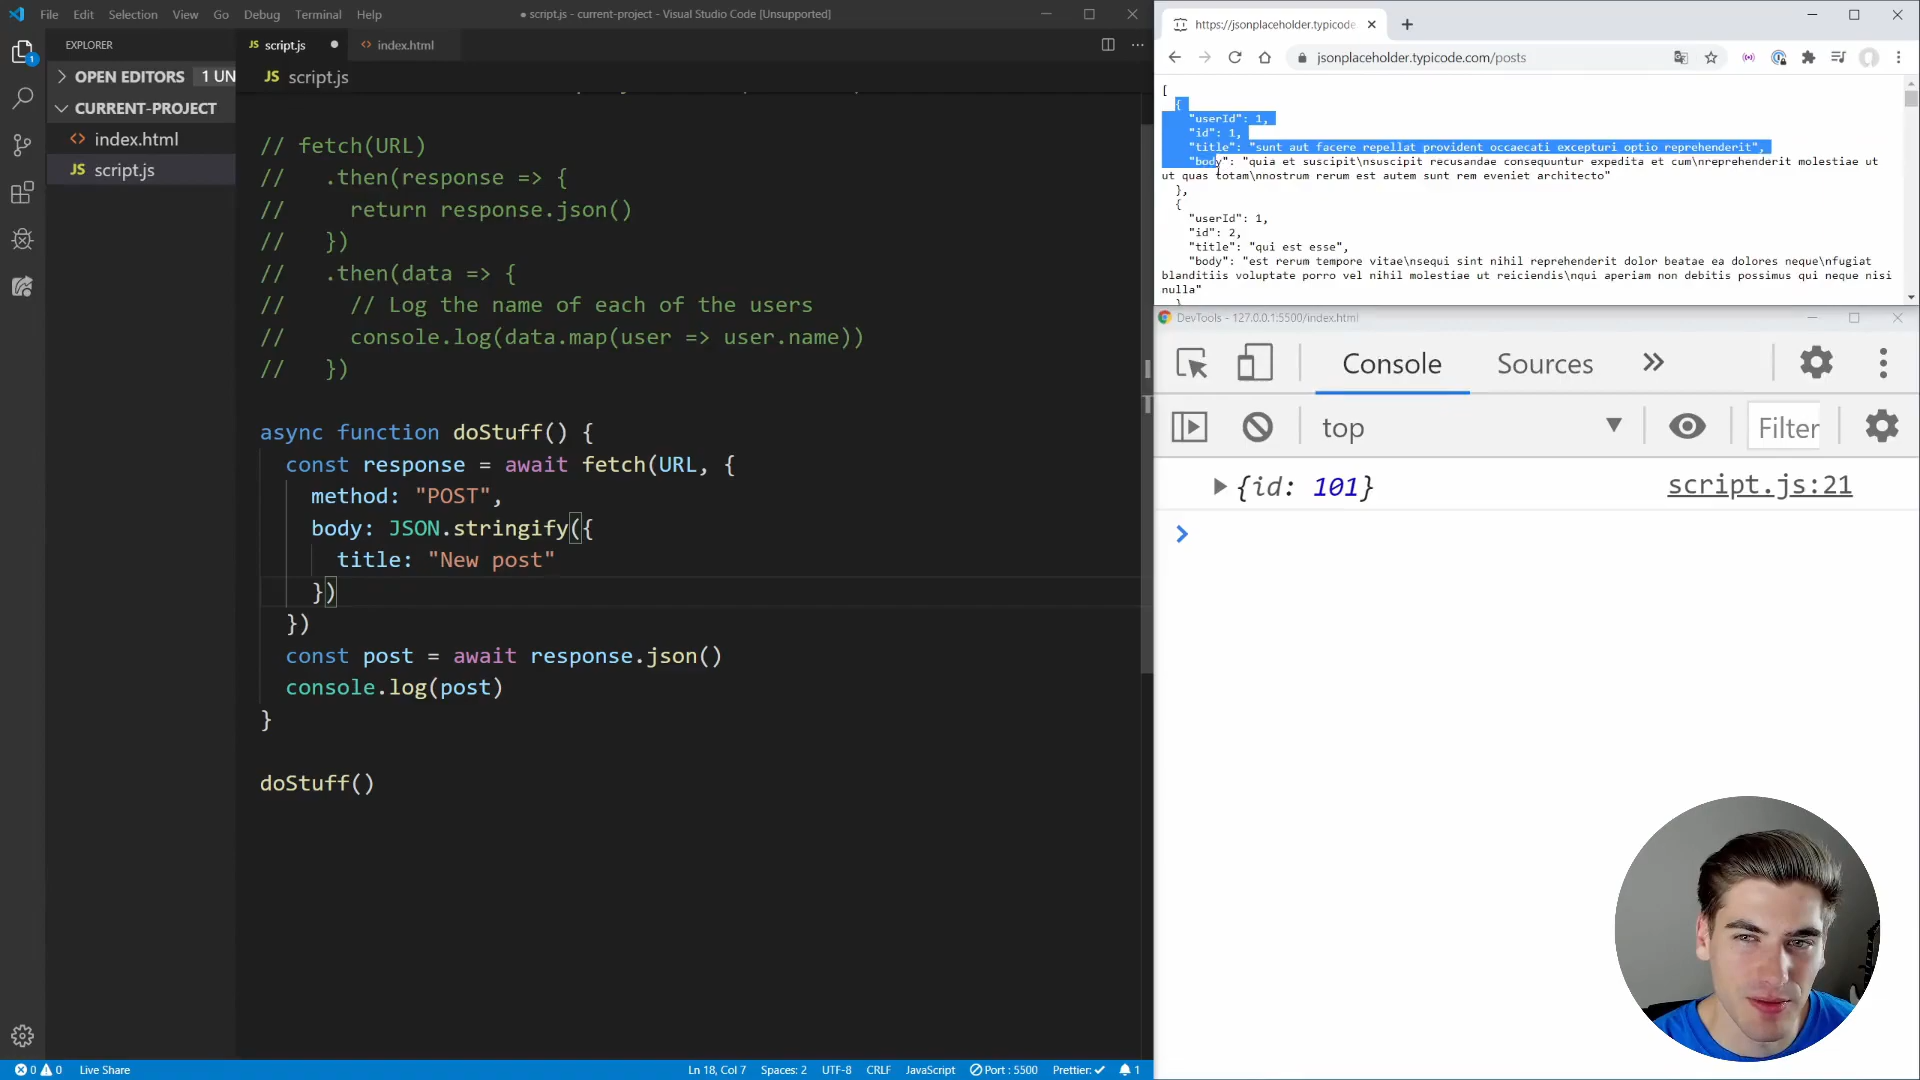 File Edit Selection View Go Debug Terminal Help
● script.js - current-project - Visual Studio Code [Unsupported]
EXPLORER
OPEN EDITORS 1 UN
CURRENT-PROJECT
<> index.html
JS script.js
1
JS script.js ●
<> index.html
JS script.js
// fetch(URL)
//   .then(response => {
//     return response.json()
//   })
//   .then(data => {
//     // Log the name of each of the users
//     console.log(data.map(user => user.name))
//   })
async function doStuff() {
  const response = await fetch(URL, {
    method: "POST",
    body: JSON.stringify({
      title: "New post"
    })
  })
  const post = await response.json()
  console.log(post)
}
doStuff()
0 0 Live Share
Ln 18, Col 7 Spaces: 2 UTF-8 CRLF JavaScript Port : 5500 Prettier: ✓ 1
https://jsonplaceholder.typicode
jsonplaceholder.typicode.com/posts
[
  {
    "userId": 1,
    "id": 1,
    "title": "sunt aut facere repellat provident occaecati excepturi optio reprehenderit",
    "body": "quia et suscipit\nsuscipit recusandae consequuntur expedita et cum\nreprehenderit molestiae ut
ut quas totam\nnostrum rerum est autem sunt rem eveniet architecto"
  },
  {
    "userId": 1,
    "id": 2,
    "title": "qui est esse",
    "body": "est rerum tempore vitae\nsequi sint nihil reprehenderit dolor beatae ea dolores neque\nfugiat
blanditiis voluptate porro vel nihil molestiae ut reiciendis\nqui aperiam non debitis possimus qui neque nisi
nulla"
DevTools - 127.0.0.1:5500/index.html
Console Sources »
top Filter
{id: 101} script.js:21